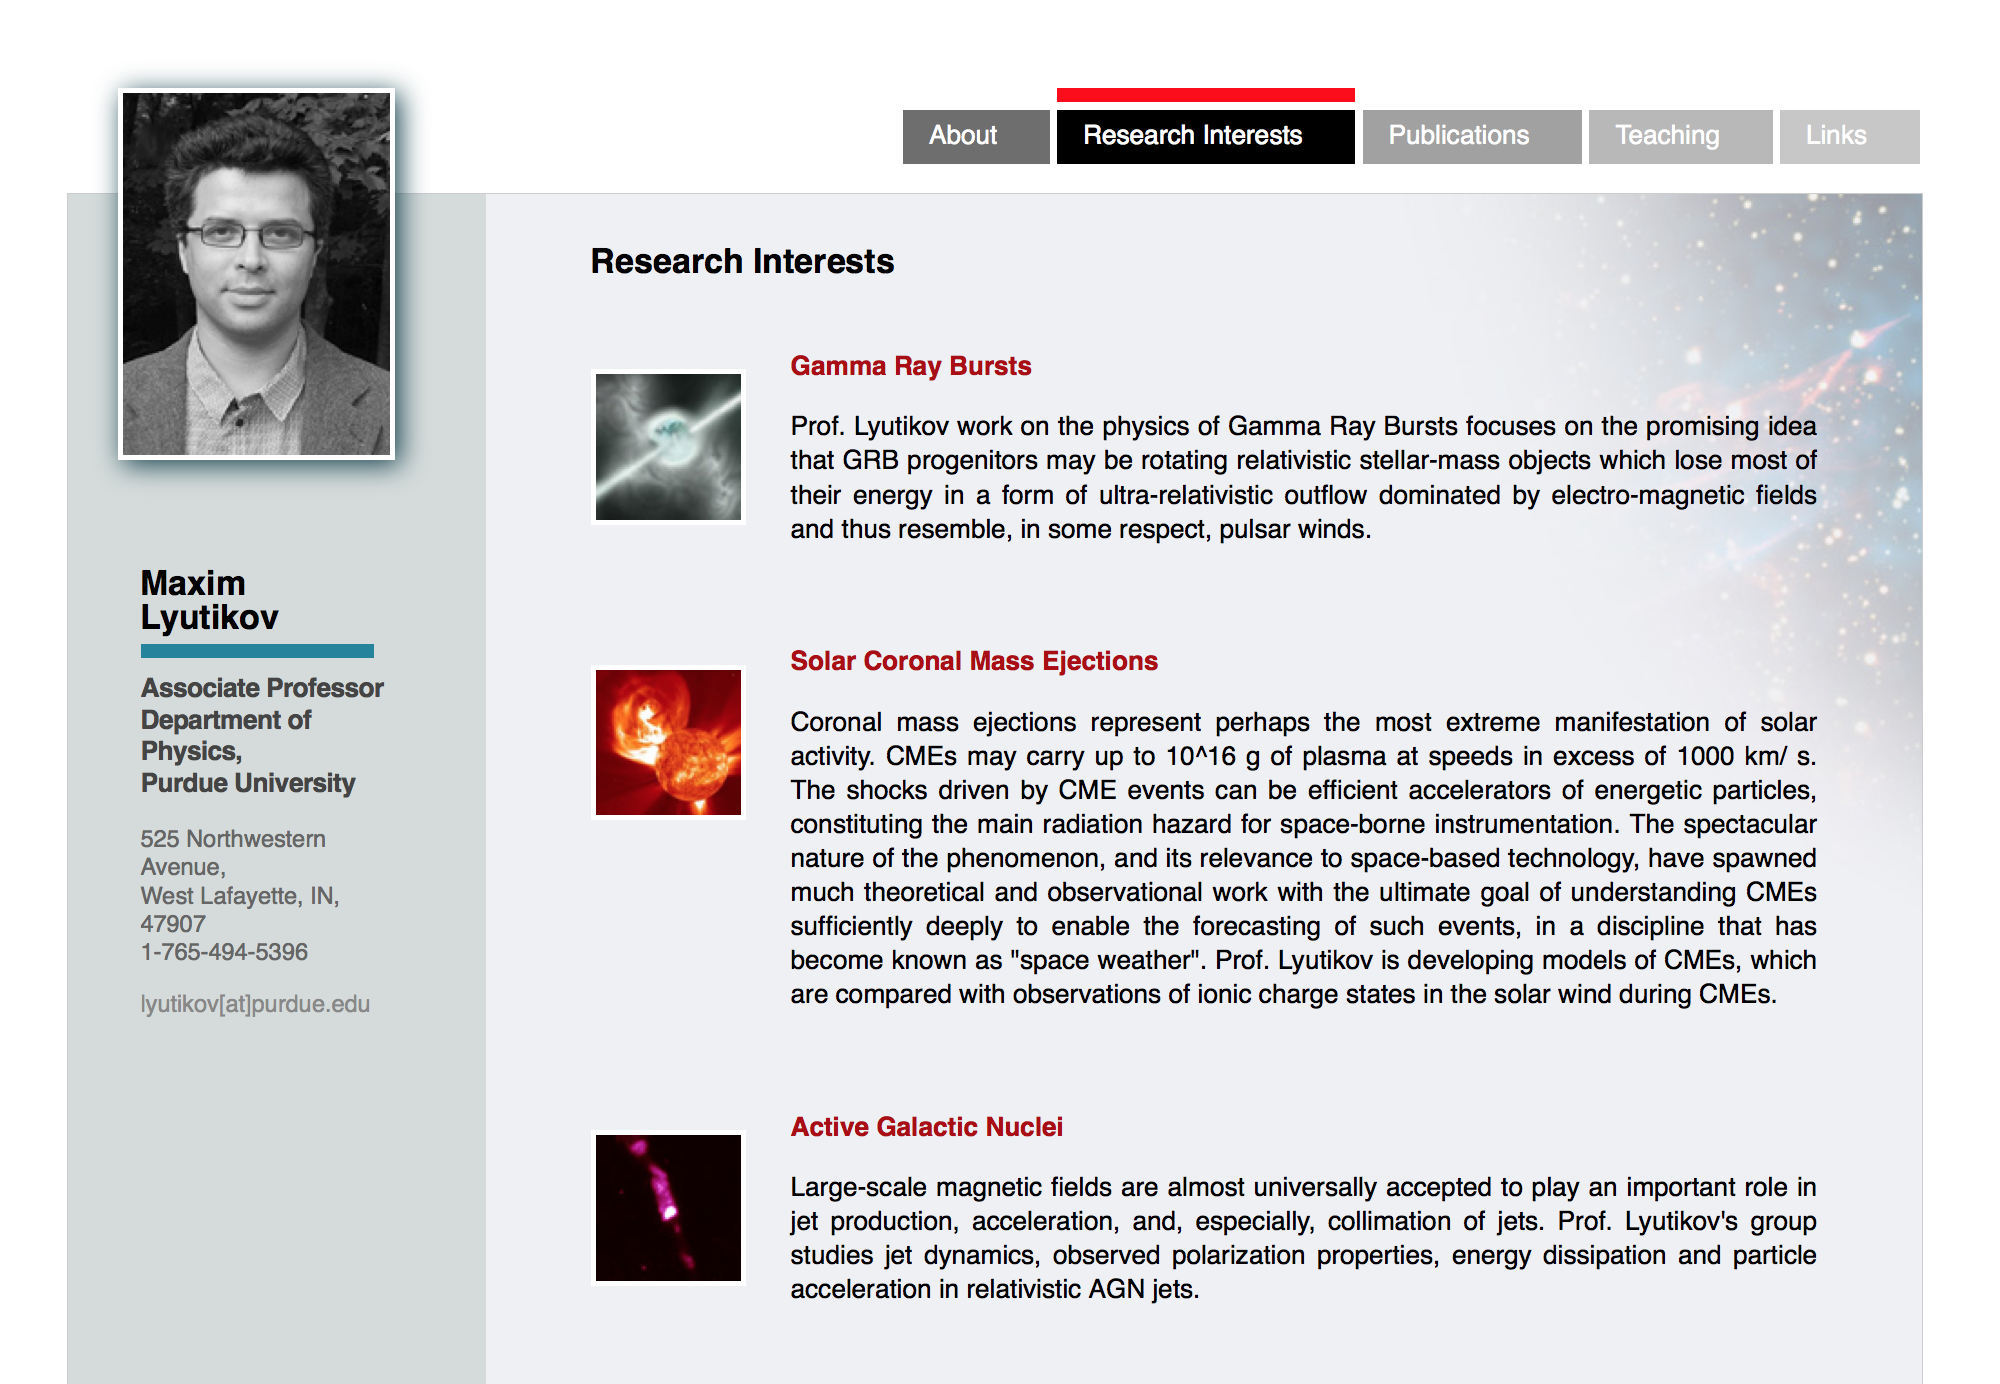 About
Research Interests
Publications
Teaching
Links
Maxim
Lyutikov
Associate Professor
Department of
Physics,
Purdue University
525 Northwestern
Avenue,
West Lafayette, IN,
47907
1-765-494-5396
lyutikov[at]purdue.edu
Research Interests
Gamma Ray Bursts
Prof. Lyutikov work on the physics of Gamma Ray Bursts focuses on the promising idea
that GRB progenitors may be rotating relativistic stellar-mass objects which lose most of
their energy in a form of ultra-relativistic outflow dominated by electro-magnetic fields
and thus resemble, in some respect, pulsar winds.
Solar Coronal Mass Ejections
Coronal mass ejections represent perhaps the most extreme manifestation of solar
activity. CMEs may carry up to 10^16 g of plasma at speeds in excess of 1000 km/ s.
The shocks driven by CME events can be efficient accelerators of energetic particles,
constituting the main radiation hazard for space-borne instrumentation. The spectacular
nature of the phenomenon, and its relevance to space-based technology, have spawned
much theoretical and observational work with the ultimate goal of understanding CMEs
sufficiently deeply to enable the forecasting of such events, in a discipline that has
become known as "space weather". Prof. Lyutikov is developing models of CMEs, which
are compared with observations of ionic charge states in the solar wind during CMEs.
Active Galactic Nuclei
Large-scale magnetic fields are almost universally accepted to play an important role in
jet production, acceleration, and, especially, collimation of jets. Prof. Lyutikov's group
studies jet dynamics, observed polarization properties, energy dissipation and particle
acceleration in relativistic AGN jets.